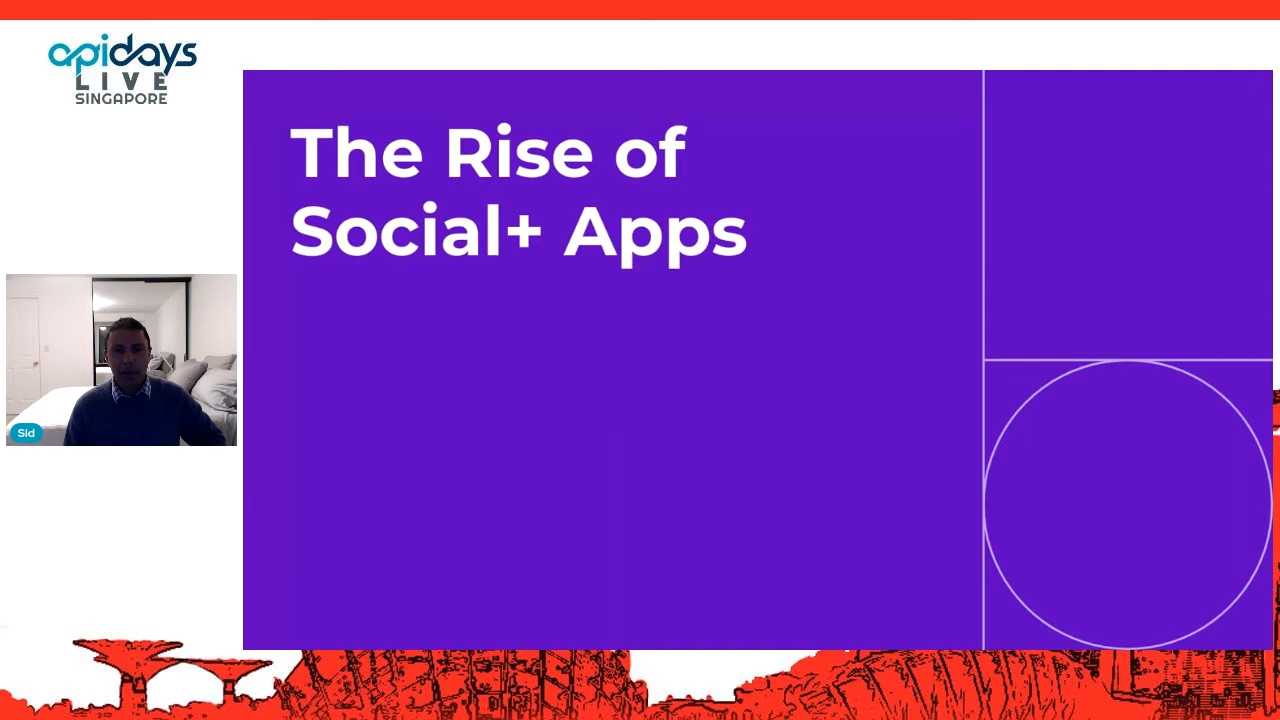 apidays
LIVE
SINGAPORE
The Rise of
Social+ Apps
Sid